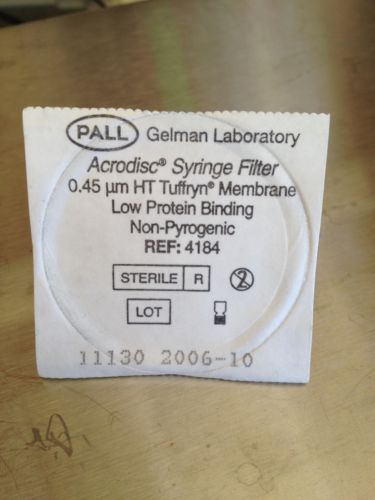 PALL Gelman Laboratory
Acrodisc® Syringe Filter
0.45 µm HT Tuffryn® Membrane
Low Protein Binding
Non-Pyrogenic
REF: 4184
STERILE R 2
LOT
11130 2006-10